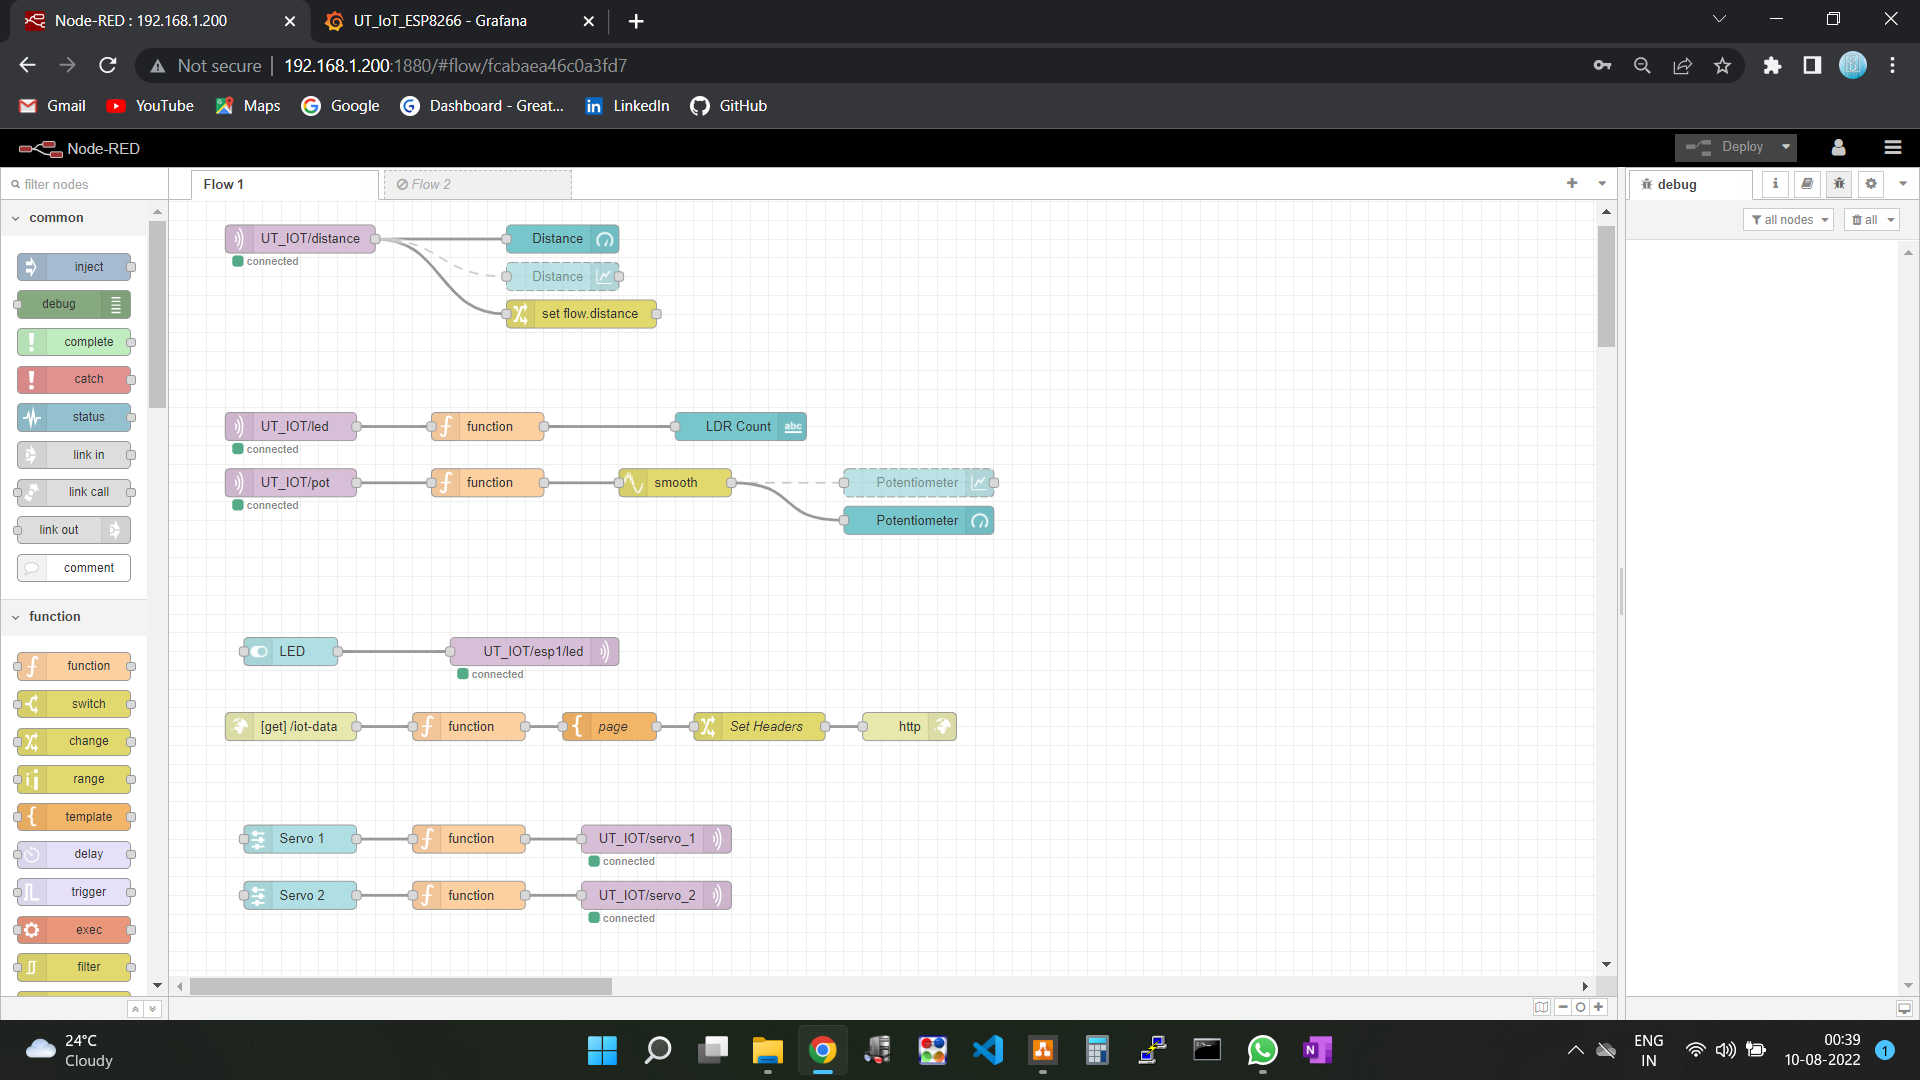 Node-RED : 192.168.1.200
UT_IoT_ESP8266 - Grafana
Not secure
192.168.1.200:1880/#flow/fcabaea46c0a3fd7
Gmail
YouTube
Maps
Google
Dashboard - Great...
LinkedIn
GitHub
Node-RED
Deploy
filter nodes
Flow 1
Flow 2
debug
i
all nodes
all
common
inject
debug
complete
catch
status
link in
link call
link out
comment
function
function
switch
change
range
template
delay
trigger
exec
filter
UT_IOT/distance
connected
Distance
Distance
set flow.distance
UT_IOT/led
connected
function
LDR Count
abc
UT_IOT/pot
connected
function
smooth
Potentiometer
Potentiometer
LED
UT_IOT/esp1/led
connected
[get] /iot-data
function
page
Set Headers
http
Servo 1
function
UT_IOT/servo_1
connected
Servo 2
function
UT_IOT/servo_2
connected
24°C
Cloudy
ENG
IN
00:39
10-08-2022
1